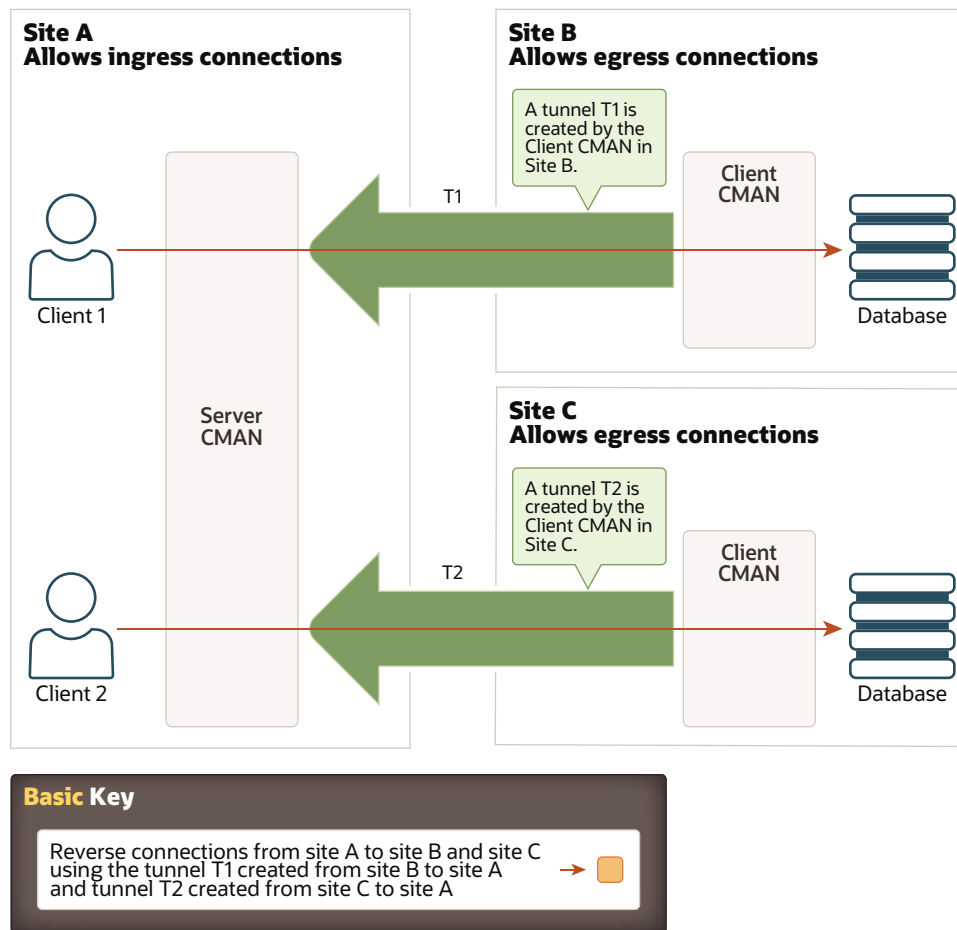 Site A
Allows ingress connections
Client 1
Server
CMAN
Client 2
T1
T2
Site B
Allows egress connections
A tunnel T1 is
created by the
Client CMAN in
Site B.
Client
CMAN
Database
Site C
Allows egress connections
A tunnel T2 is
created by the
Client CMAN in
Site C.
Client
CMAN
Database
Basic Key
Reverse connections from site A to site B and site C
using the tunnel T1 created from site B to site A
and tunnel T2 created from site C to site A